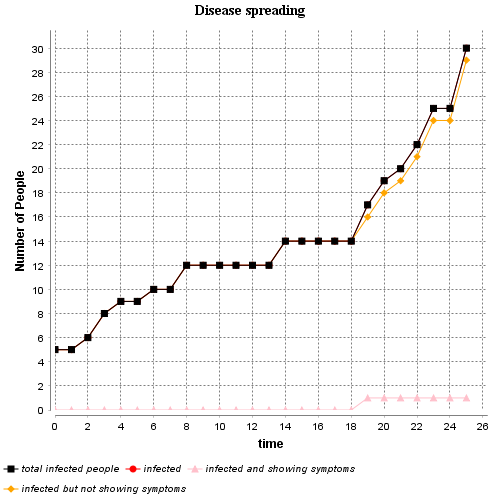 Disease spreading
30
28
26
24
22
20
18
16
14
12
10
8
6
4
2
0
Number of People
0 2 4 6 8 10 12 14 16 18 20 22 24 26
time
total infected people infected infected and showing symptoms
infected but not showing symptoms